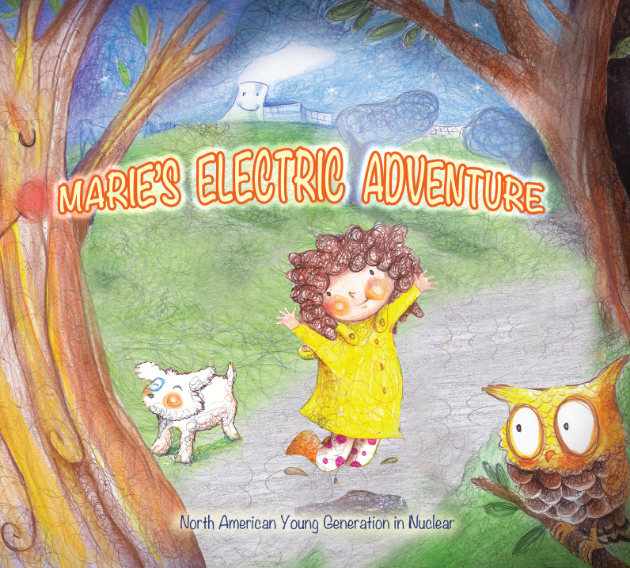 MARIE'S ELECTRIC ADVENTURE
North American Young Generation in Nuclear